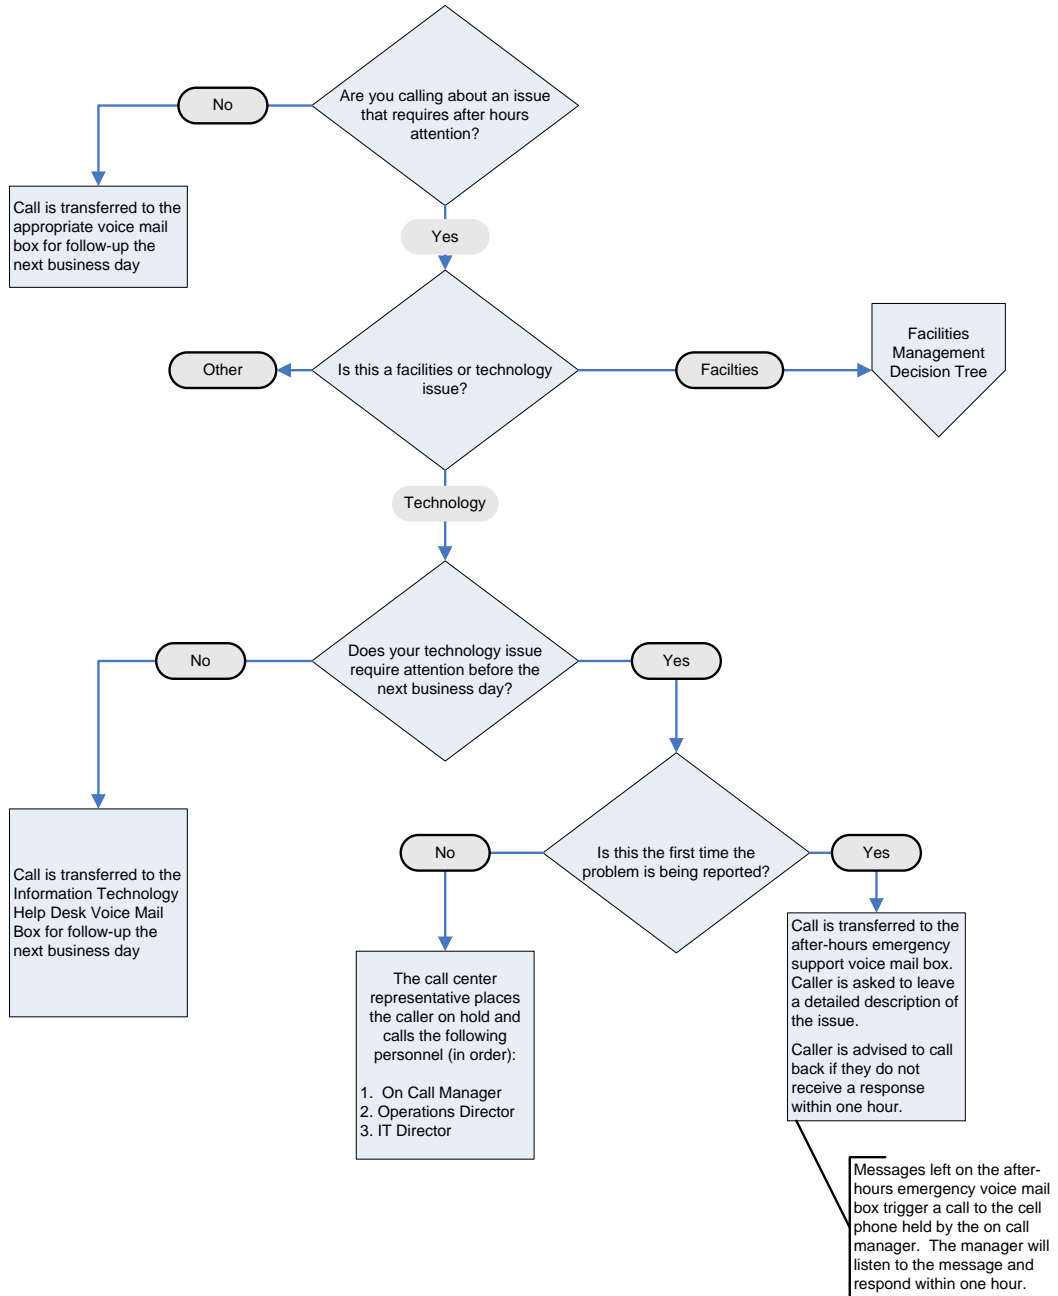 Are you calling about an issue
that requires after hours
attention?
No
Call is transferred to the
appropriate voice mail
box for follow-up the
next business day
Yes
Is this a facilities or technology
issue?
Other
Facilties
Facilities
Management
Decision Tree
Technology
Does your technology issue
require attention before the
next business day?
No
Yes
Call is transferred to the
Information Technology
Help Desk Voice Mail
Box for follow-up the
next business day
Is this the first time the
problem is being reported?
No
Yes
The call center
representative places
the caller on hold and
calls the following
personnel (in order):
1. On Call Manager
2. Operations Director
3. IT Director
Call is transferred to the
after-hours emergency
support voice mail box.
Caller is asked to leave
a detailed description of
the issue.
Caller is advised to call
back if they do not
receive a response
within one hour.
Messages left on the after-
hours emergency voice mail
box trigger a call to the cell
phone held by the on call
manager. The manager will
listen to the message and
respond within one hour.